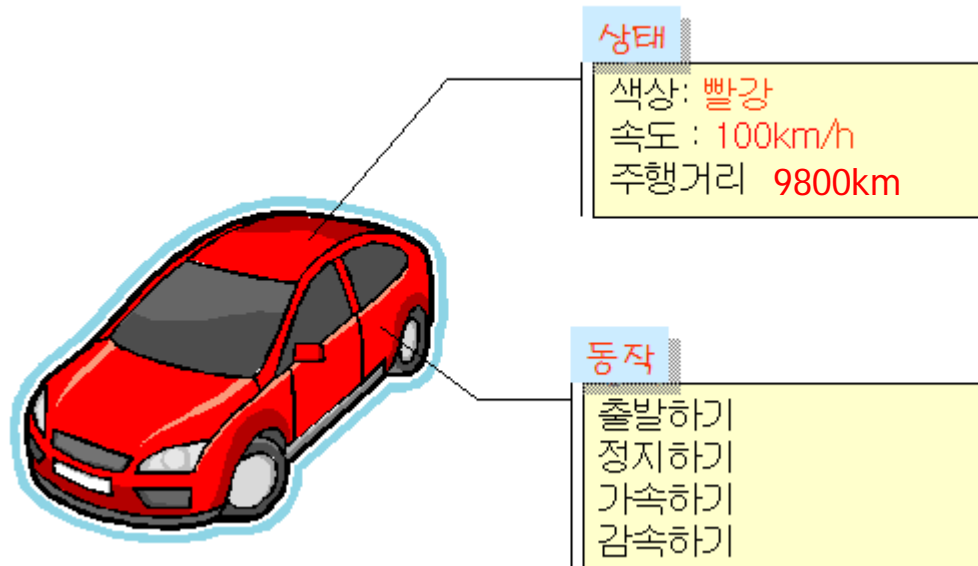 상태
색상: 빨강
속도 : 100km/h
주행거리 9800km
동작
출발하기
정지하기
가속하기
감속하기